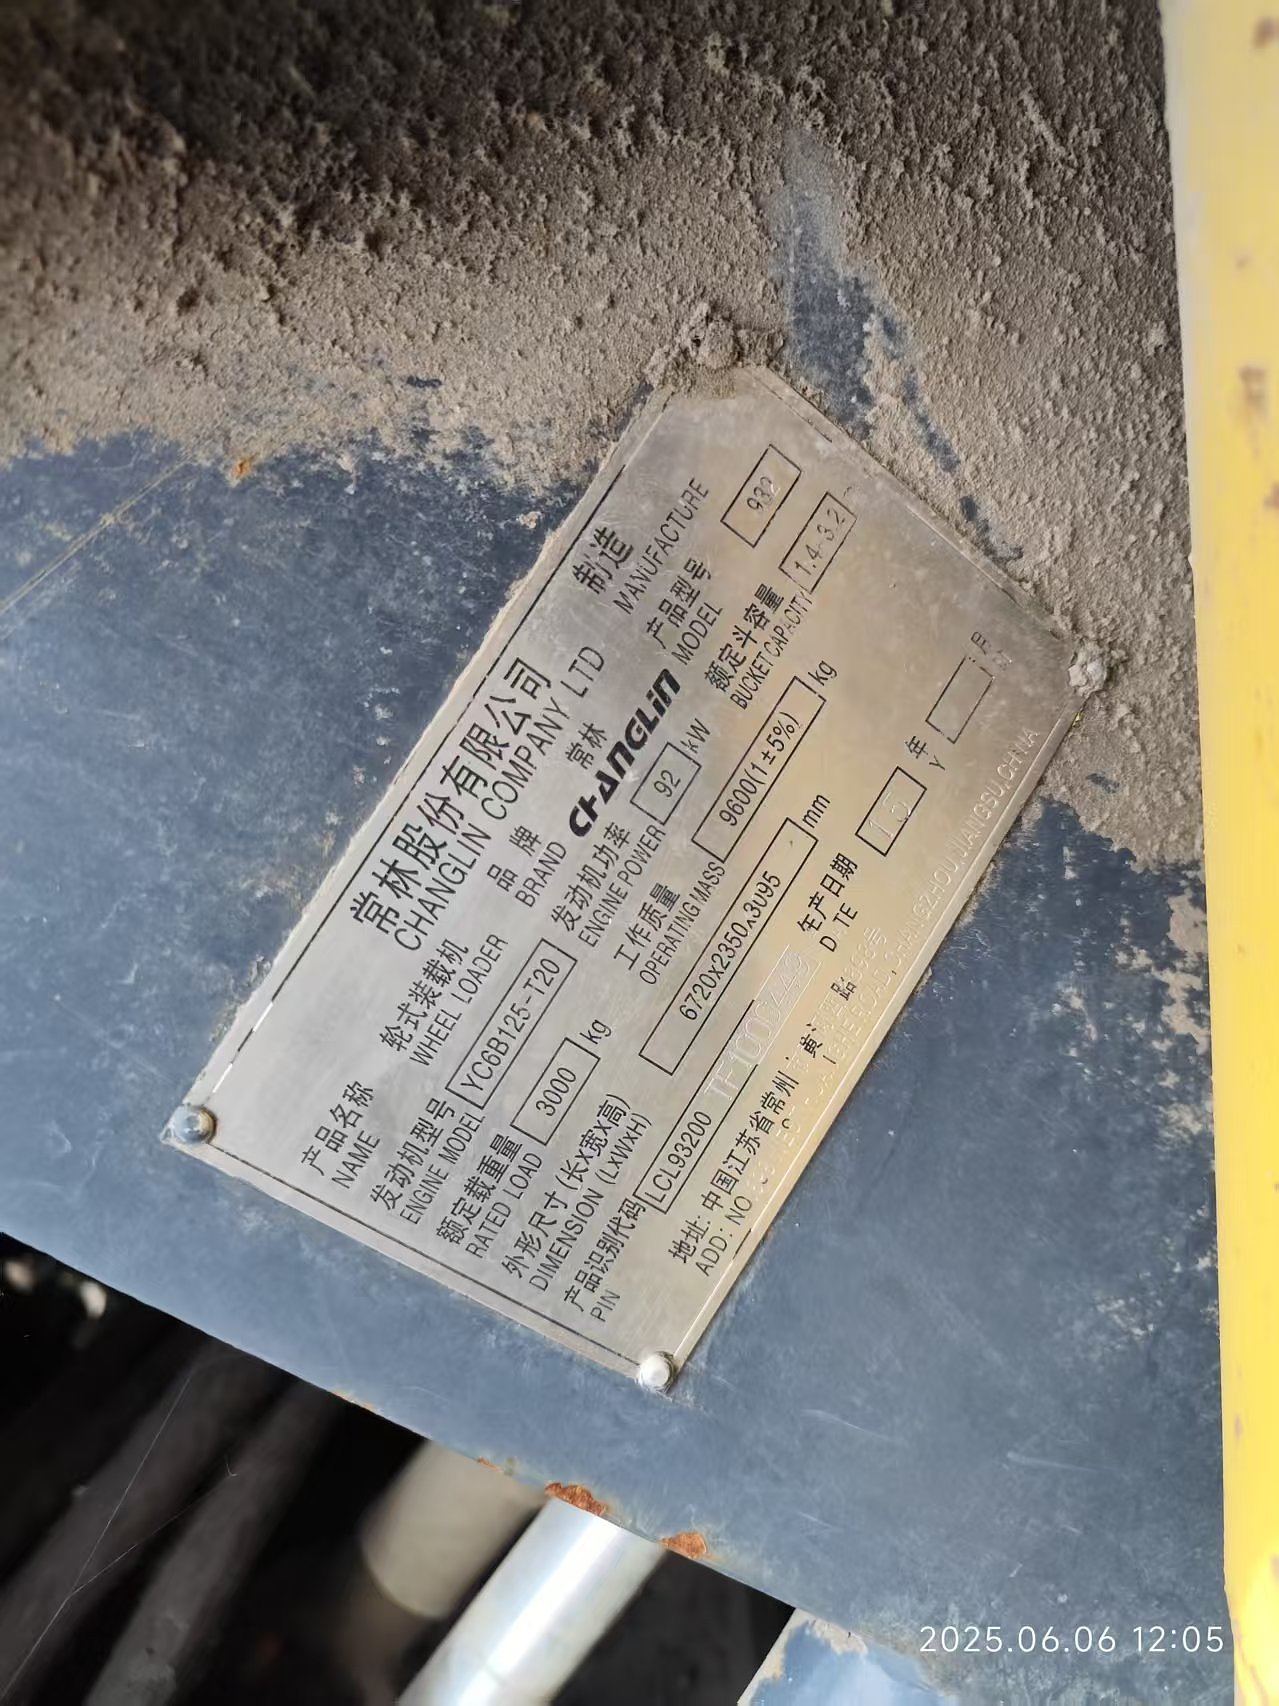 常林股份有限公司 制造
CHANGLIN COMPANY LTD MANUFACTURE
产品名称 轮式装载机 品牌 常林 产品型号 932
NAME WHEEL LOADER BRAND CHANGLIN MODEL
发动机型号 YC6B125-T20 发动机功率 92 kW 额定斗容量 1.4-3.2
ENGINE MODEL ENGINE POWER BUCKET CAPACITY
额定载重量 3000 kg 工作质量 9600(1±5%) kg
RATED LOAD OPERATING MASS
外形尺寸(长X宽X高) 6720x2350x3095 mm
DIMENSION (LxWxH)
产品识别代码 LCL93200 生产日期 15 年
PIN Y
地址: 中国江苏省常州
ADD: NO. CHANGZHOU,JIANGSU,CHINA
2025.06.06 12:05